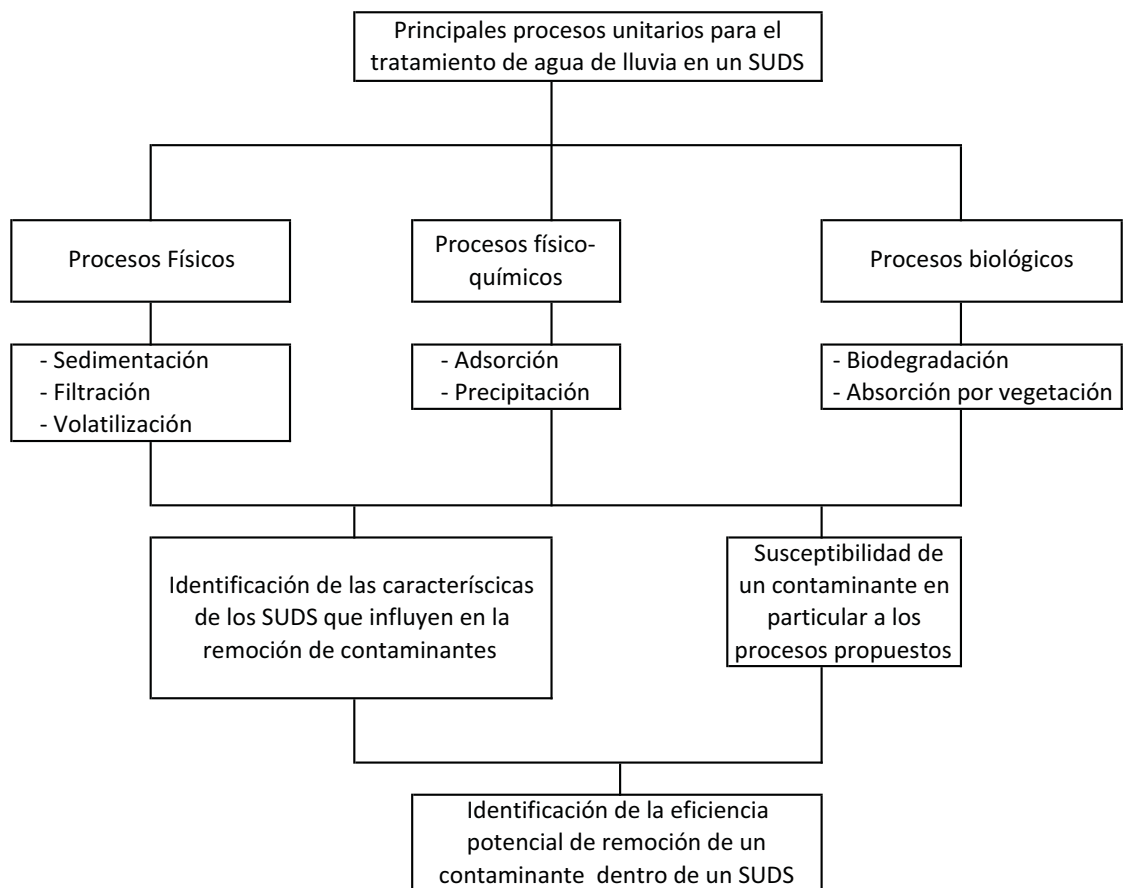 Principales procesos unitarios para el
tratamiento de agua de lluvia en un SUDS
Procesos Físicos
Procesos físico-
químicos
Procesos biológicos
- Sedimentación
- Filtración
- Volatilización
- Adsorción
- Precipitación
- Biodegradación
- Absorción por vegetación
Identificación de las caracteríscicas
de los SUDS que influyen en la
remoción de contaminantes
Susceptibilidad de
un contaminante en
particular a los
procesos propuestos
Identificación de la eficiencia
potencial de remoción de un
contaminante dentro de un SUDS